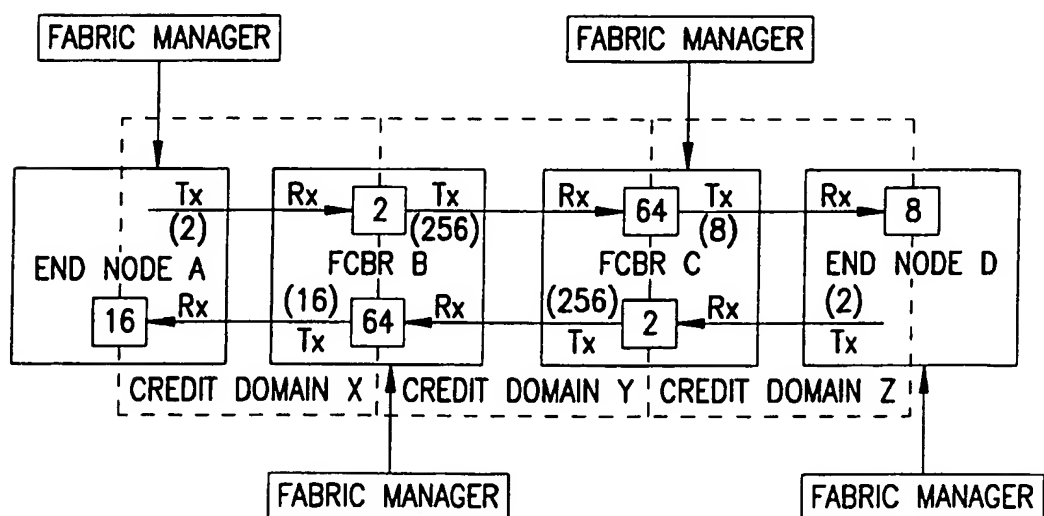 FABRIC MANAGER
FABRIC MANAGER
Tx
(2)
Rx
2
Tx
(256)
Rx
64
Tx
(8)
Rx
8
END NODE A
FCBR B
FCBR C
END NODE D
16
Rx
(16)
Tx
64
Rx
(256)
Tx
2
Rx
(2)
Tx
CREDIT DOMAIN X
CREDIT DOMAIN Y
CREDIT DOMAIN Z
FABRIC MANAGER
FABRIC MANAGER